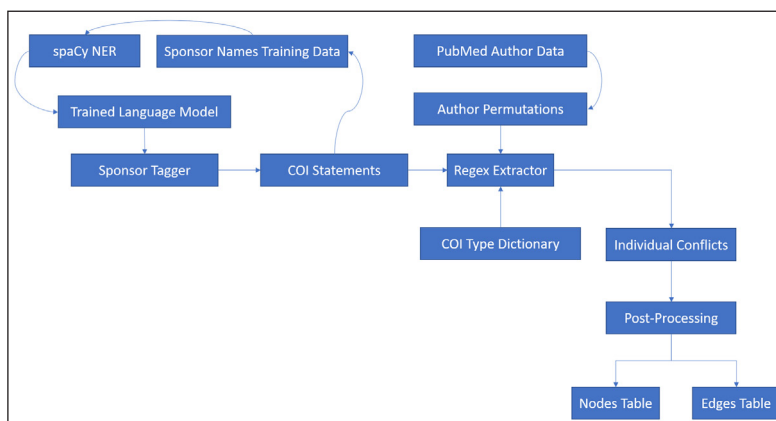 spaCy NER
Sponsor Names Training Data
PubMed Author Data
Trained Language Model
Author Permutations
Sponsor Tagger
COI Statements
Regex Extractor
COI Type Dictionary
Individual Conflicts
Post-Processing
Nodes Table
Edges Table